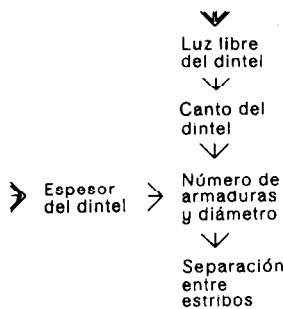 Luz libre
del dintel
Canto del
dintel
Espesor
del dintel
Número de
armaduras
y diámetro
Separación
entre
estribos